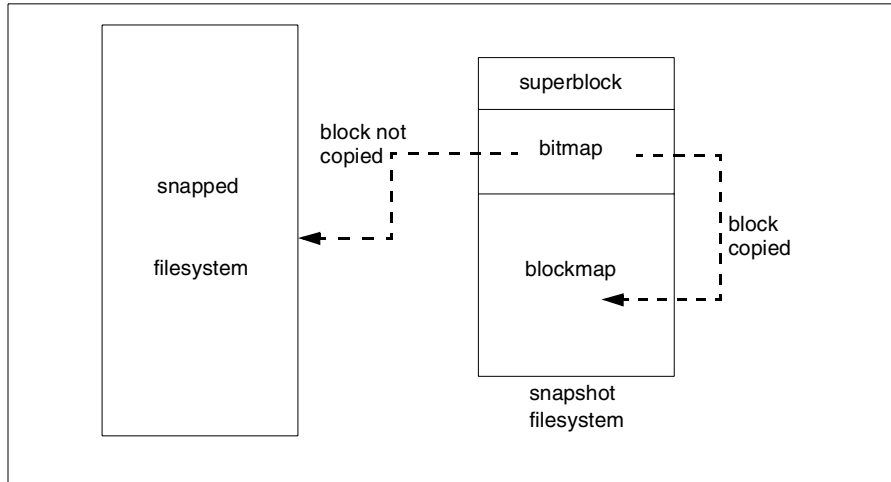 snapped
filesystem
block not
copied
superblock
bitmap
blockmap
block
copied
snapshot
filesystem